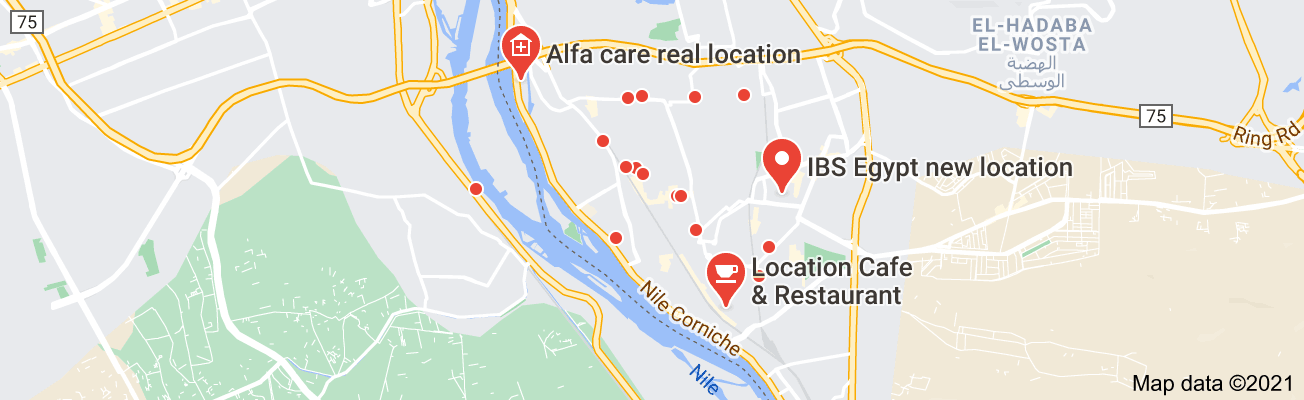 75
EL-HADABA
EL-WOSTA
الهضبة
الوسطى
Alfa care real location
75
Ring Rd
IBS Egypt new location
Location Cafe
& Restaurant
Nile Corniche
Nile
Map data ©2021